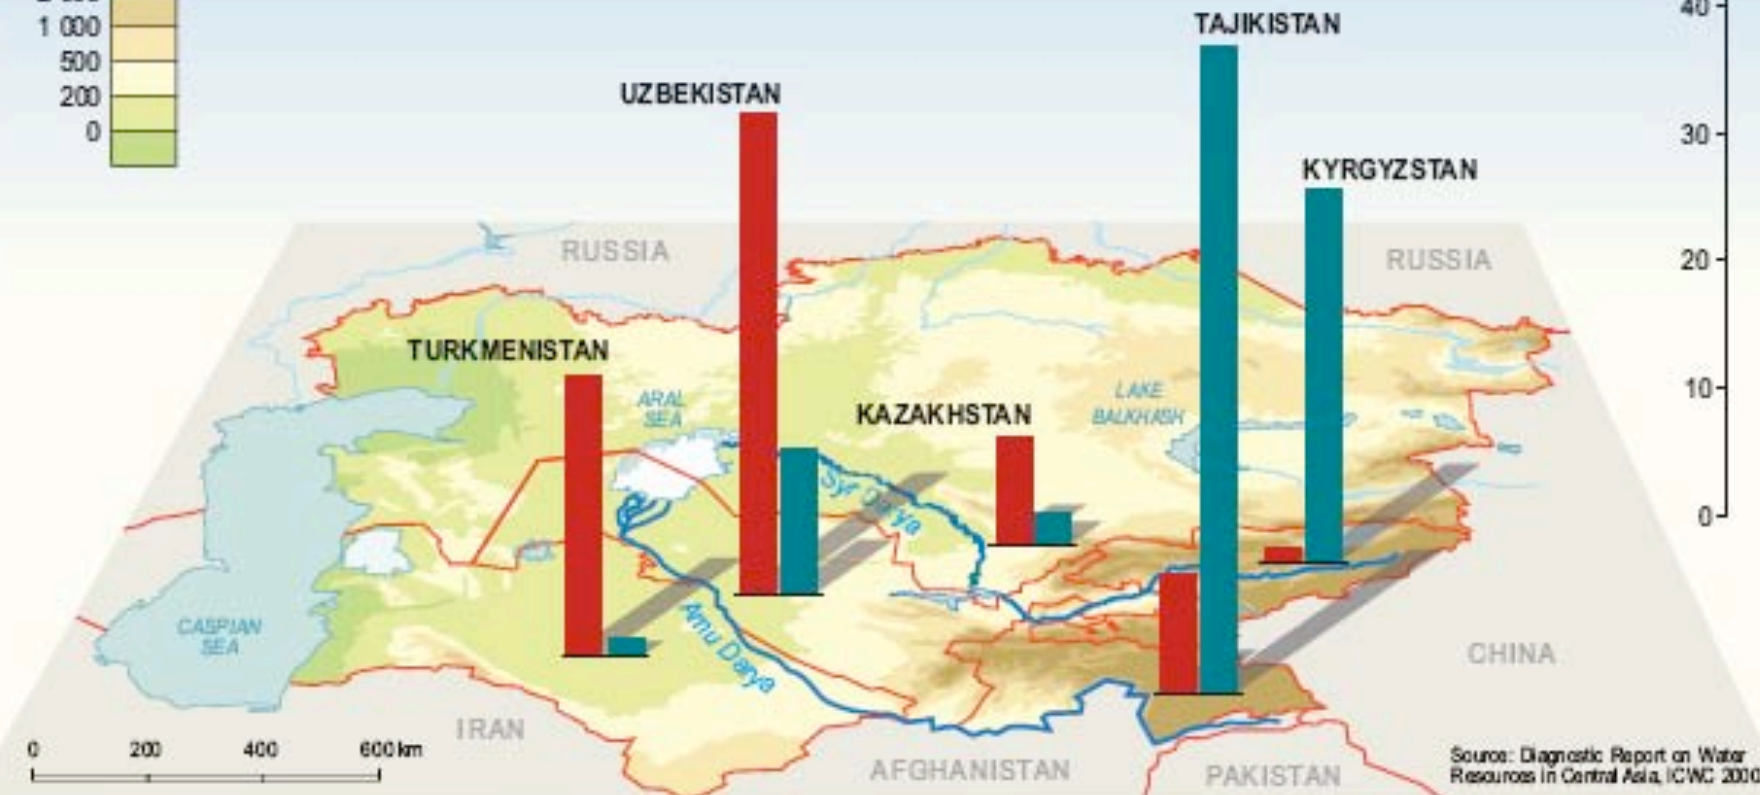 1 000
500
200
0
40
30
20
10
0
TAJIKISTAN
UZBEKISTAN
KYRGYZSTAN
RUSSIA
RUSSIA
TURKMENISTAN
ARAL
SEA
KAZAKHSTAN
LAKE
BALKHASH
Syr Darya
Amu Darya
CASPIAN
SEA
CHINA
IRAN
AFGHANISTAN
PAKISTAN
0 200 400 600 km
Source: Diagnostic Report on Water
Resources in Central Asia, ICWC 2000